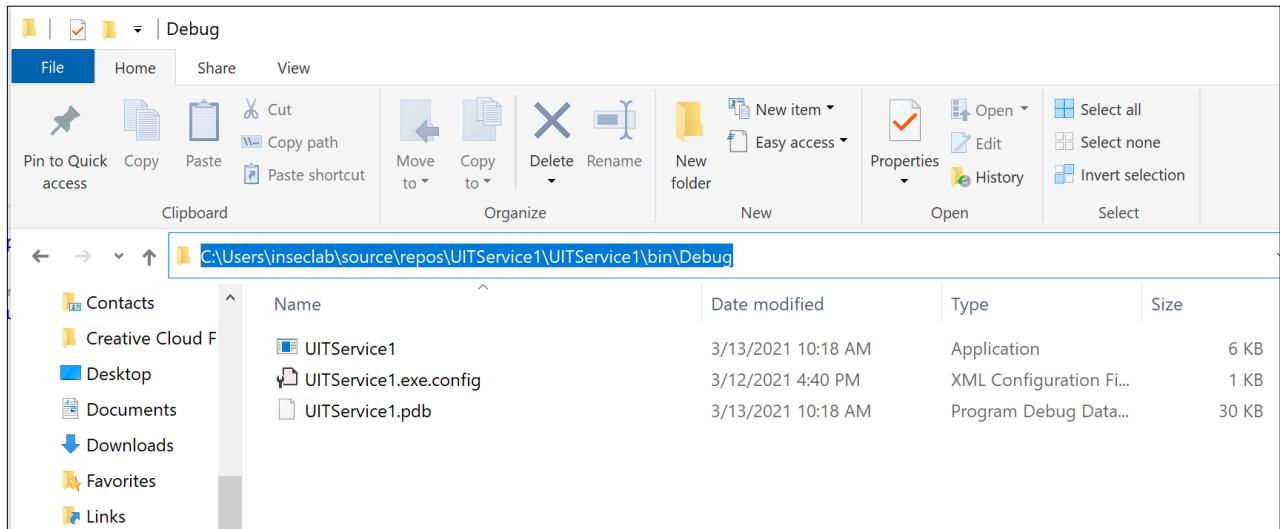 Debug
File Home Share View
Pin to Quick access
Copy
Paste
Cut
Copy path
Paste shortcut
Clipboard
Move to
Copy to
Delete
Rename
Organize
New folder
New item
Easy access
New
Properties
Open
Edit
History
Open
Select all
Select none
Invert selection
Select
C:\Users\inseclab\source\repos\UITService1\UITService1\bin\Debug
Contacts
Creative Cloud F
Desktop
Documents
Downloads
Favorites
Links
Name Date modified Type Size
UITService1 3/13/2021 10:18 AM Application 6 KB
UITService1.exe.config 3/12/2021 4:40 PM XML Configuration Fi... 1 KB
UITService1.pdb 3/13/2021 10:18 AM Program Debug Data... 30 KB